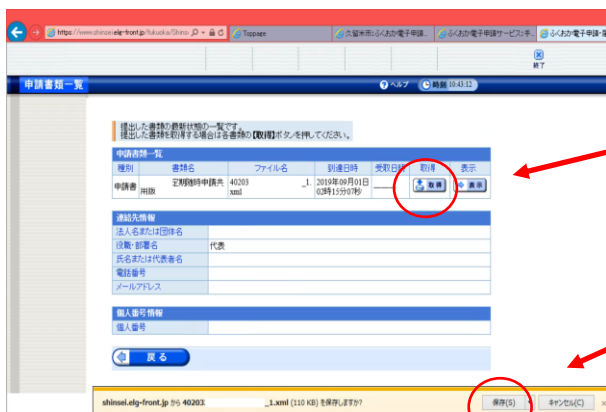 https://www.shinsei.elg-front.jp/fukuoka/Shins
Toppage
久留米市:ふくおか電子申請...
ふくおか電子申請サービス:手...
ふくおか電子申請・届
終了
申請書類一覧
ヘルプ
時刻 10:43:12
提出した書類の最新状態の一覧です。
提出した書類を取得する場合は各書類の【取得】ボタンを押してください。
申請書類一覧
種別 書類名 ファイル名 到達日時 受取日時 取得 表示
申請書 定期随時申請共用版 40203 _1.xml 2019年09月01日 02時15分07秒 取得 表示
連絡先情報
法人名または団体名
役職・部署名 代表
氏名または代表者名
電話番号
メールアドレス
個人番号情報
個人番号
戻る
shinsei.elg-front.jp から 40203 _1.xml (110 KB) を保存しますか?
保存(S)
キャンセル(C)
×